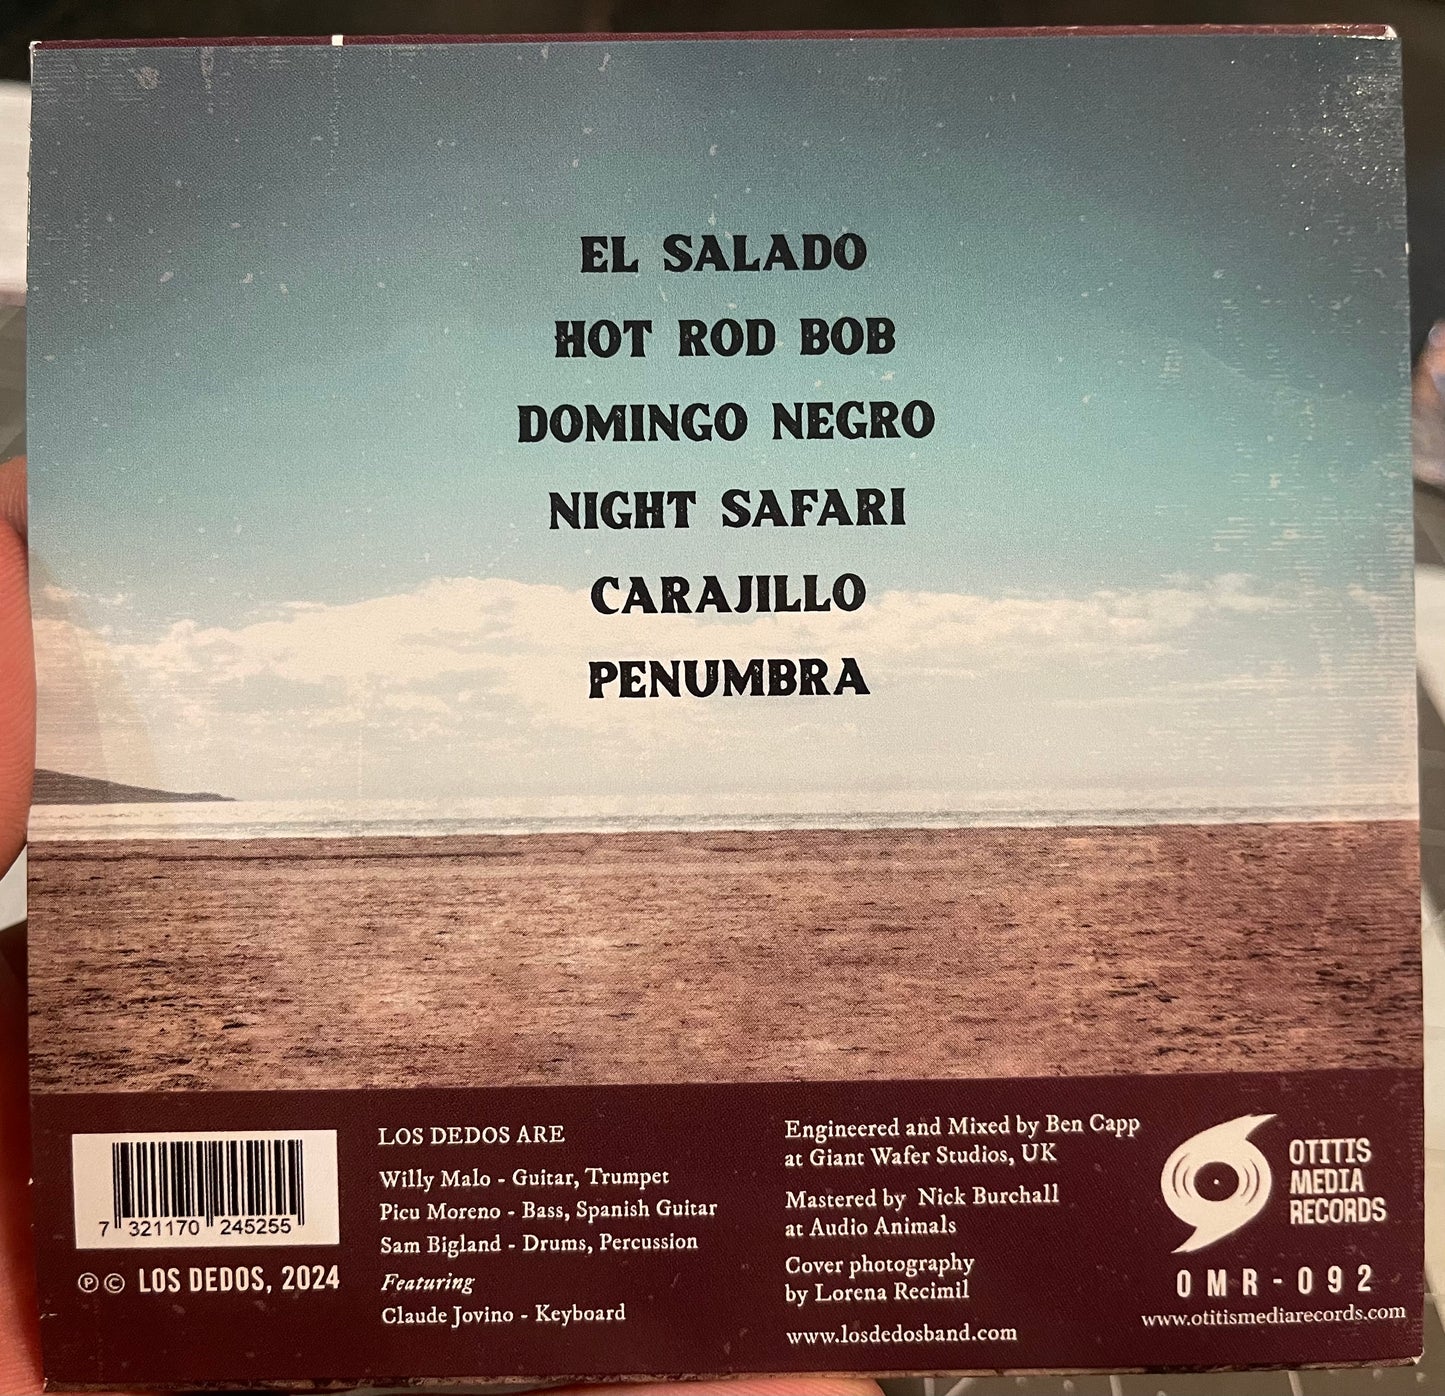 EL SALADO
HOT ROD BOB
DOMINGO NEGRO
NIGHT SAFARI
CARAJILLO
PENUMBRA
7 321170 245255
℗© LOS DEDOS, 2024
LOS DEDOS ARE
Willy Malo - Guitar, Trumpet
Picu Moreno - Bass, Spanish Guitar
Sam Bigland - Drums, Percussion
Featuring
Claude Jovino - Keyboard
Engineered and Mixed by Ben Capp
at Giant Wafer Studios, UK
Mastered by Nick Burchall
at Audio Animals
Cover photography
by Lorena Recimil
www.losdedosband.com
OTITIS
MEDIA
RECORDS
OMR-092
www.otitismediarecords.com